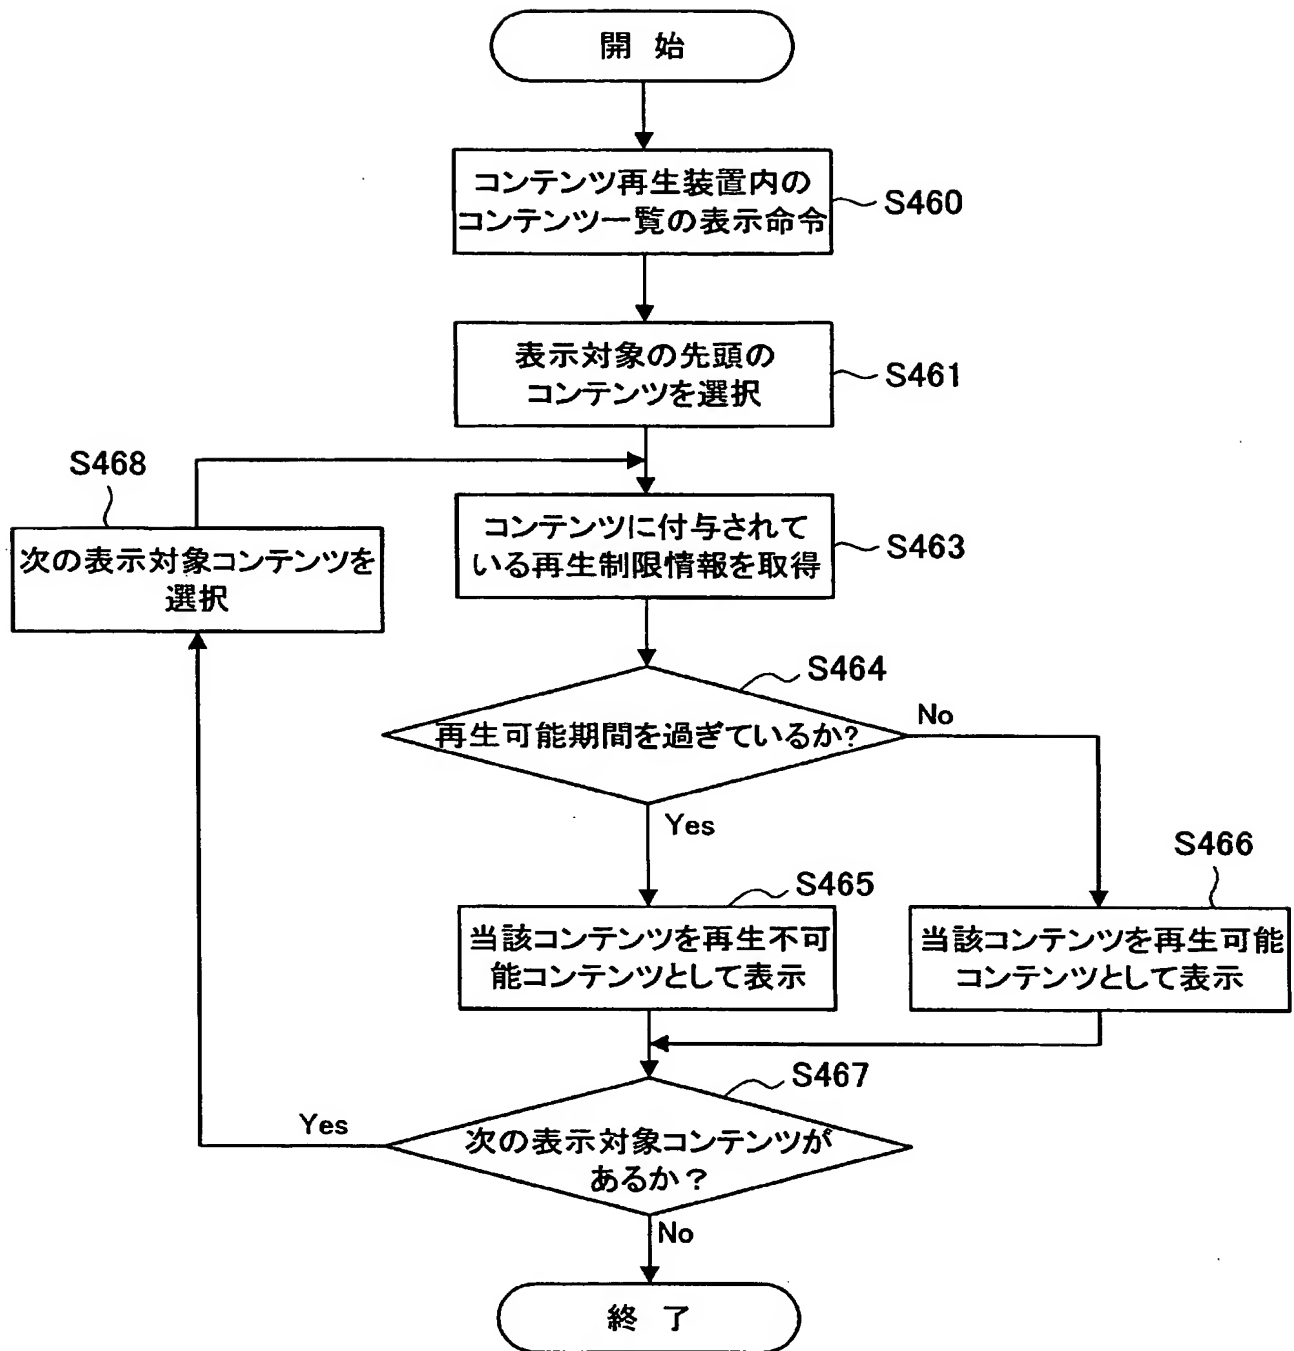 開 始
コンテンツ再生装置内の
コンテンツ一覧の表示命令
S460
表示対象の先頭の
コンテンツを選択
S461
S468
次の表示対象コンテンツを
選択
コンテンツに付与されて
いる再生制限情報を取得
S463
S464
再生可能期間を過ぎているか?
No
Yes
S465
当該コンテンツを再生不可
能コンテンツとして表示
S466
当該コンテンツを再生可能
コンテンツとして表示
S467
Yes
次の表示対象コンテンツが
あるか？
No
終 了